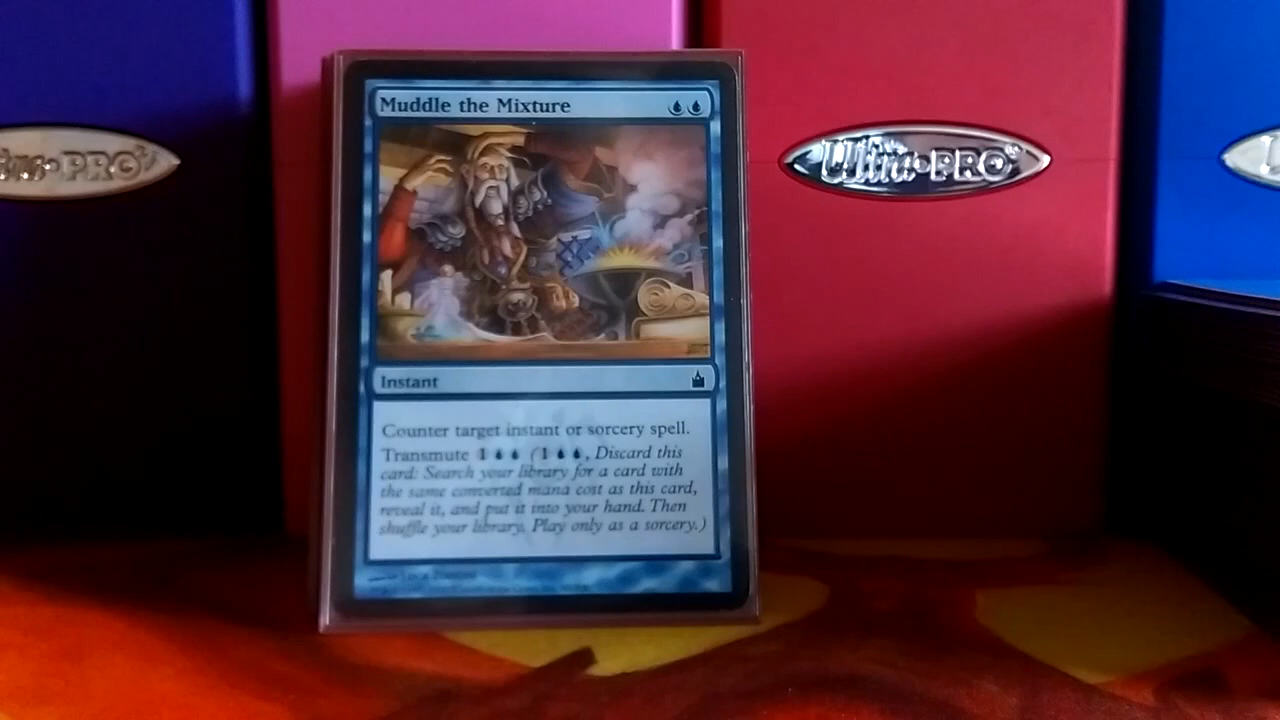 Muddle the Mixture
Ultra•PRO
Ultra•PRO®
Instant
Counter target instant or sorcery spell.
Transmute 1 (1, Discard this
card: Search your library for a card with
the same converted mana cost as this card,
reveal it, and put it into your hand. Then
shuffle your library. Play only as a sorcery.)